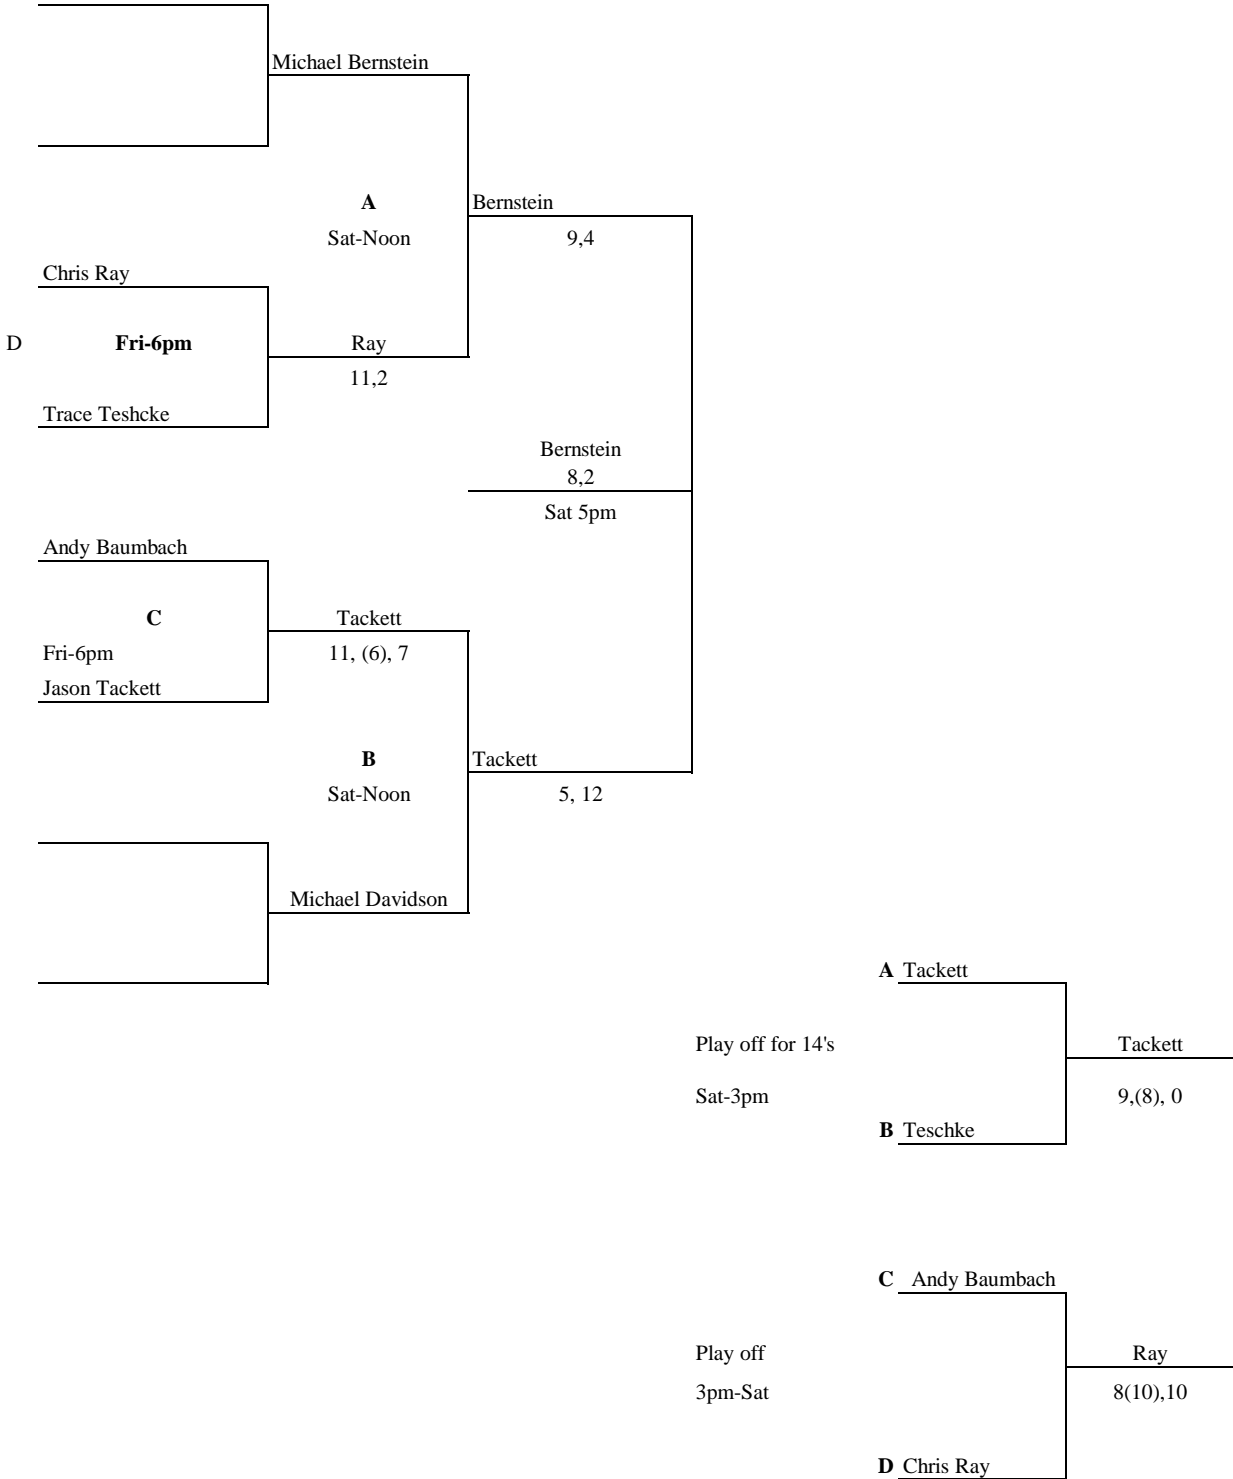 Michael Bernstein
A
Bernstein
Sat-Noon
9,4
Chris Ray
D
Fri-6pm
Ray
11,2
Trace Teshcke
Bernstein
8,2
Sat 5pm
Andy Baumbach
C
Tackett
Fri-6pm
11, (6), 7
Jason Tackett
B
Tackett
Sat-Noon
5, 12
Michael Davidson
A Tackett
Play off for 14's
Tackett
Sat-3pm
9,(8), 0
B Teschke
C Andy Baumbach
Play off
Ray
3pm-Sat
8(10),10
D Chris Ray